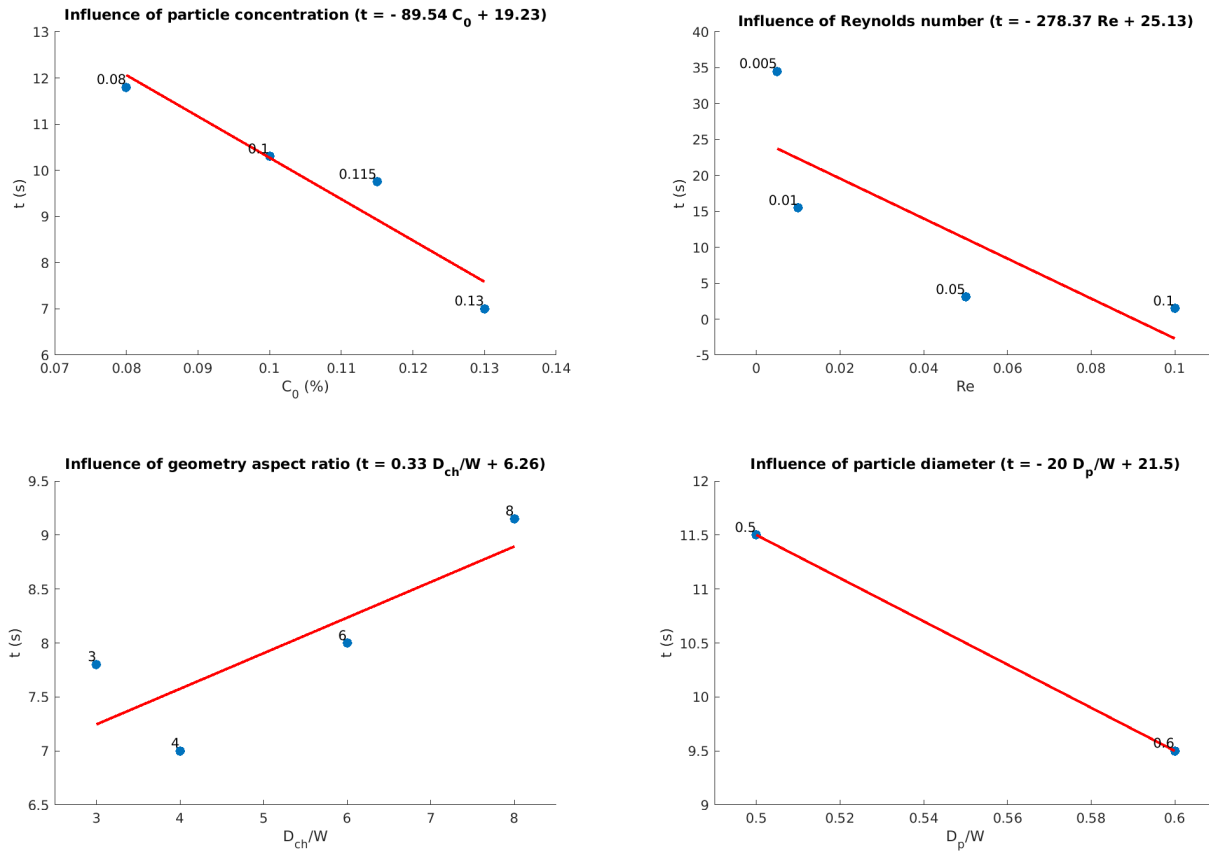 Influence of particle concentration (t = - 89.54 C0 + 19.23)
13
12
11
10
9
8
7
6
t (s)
0.08
0.1
0.115
0.13
0.07 0.08 0.09 0.1 0.11 0.12 0.13 0.14
C0 (%)
Influence of Reynolds number (t = - 278.37 Re + 25.13)
40
35
30
25
20
15
10
5
0
-5
t (s)
0.005
0.01
0.05
0.1
0 0.02 0.04 0.06 0.08 0.1
Re
Influence of geometry aspect ratio (t = 0.33 Dch/W + 6.26)
9.5
9
8.5
8
7.5
7
6.5
t (s)
8
6
3
4
3 4 5 6 7 8
Dch/W
Influence of particle diameter (t = - 20 Dp/W + 21.5)
12
11.5
11
10.5
10
9.5
9
t (s)
0.5
0.6
0.5 0.52 0.54 0.56 0.58 0.6
Dp/W